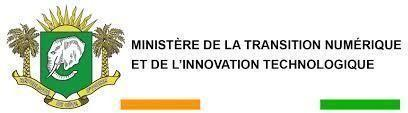 MINISTÈRE DE LA TRANSITION NUMÉRIQUE
ET DE L'INNOVATION TECHNOLOGIQUE